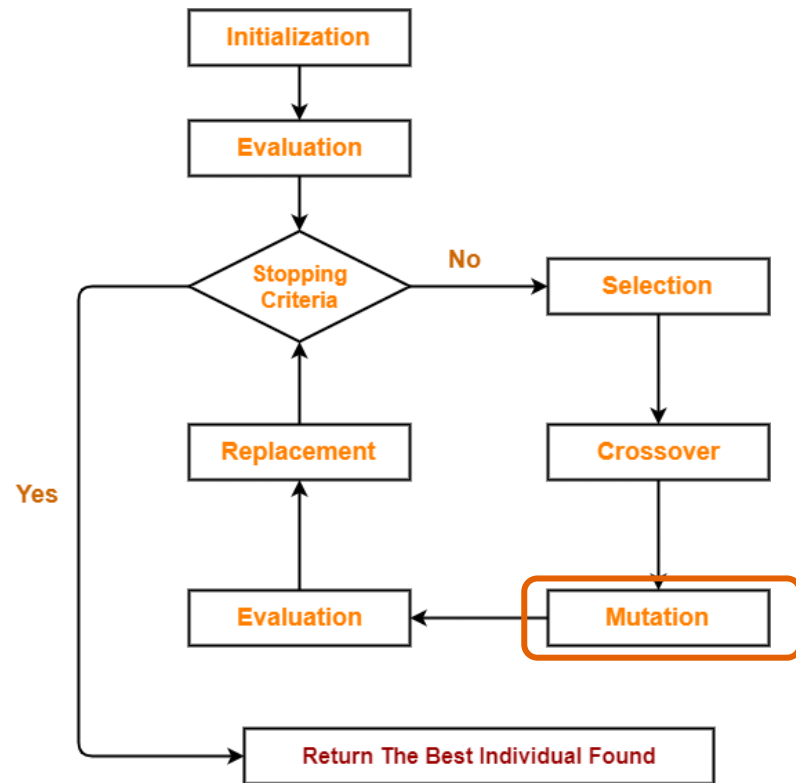 Initialization
Evaluation
Stopping
Criteria
No
Selection
Replacement
Crossover
Yes
Evaluation
Mutation
Return The Best Individual Found